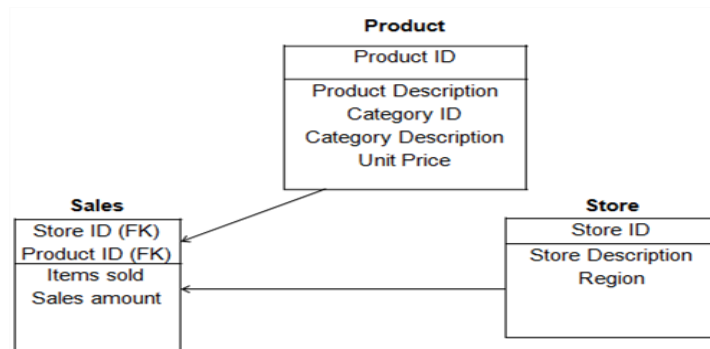 Product
Product ID
Product Description
Category ID
Category Description
Unit Price
Sales
Store ID (FK)
Product ID (FK)
Items sold
Sales amount
Store
Store ID
Store Description
Region